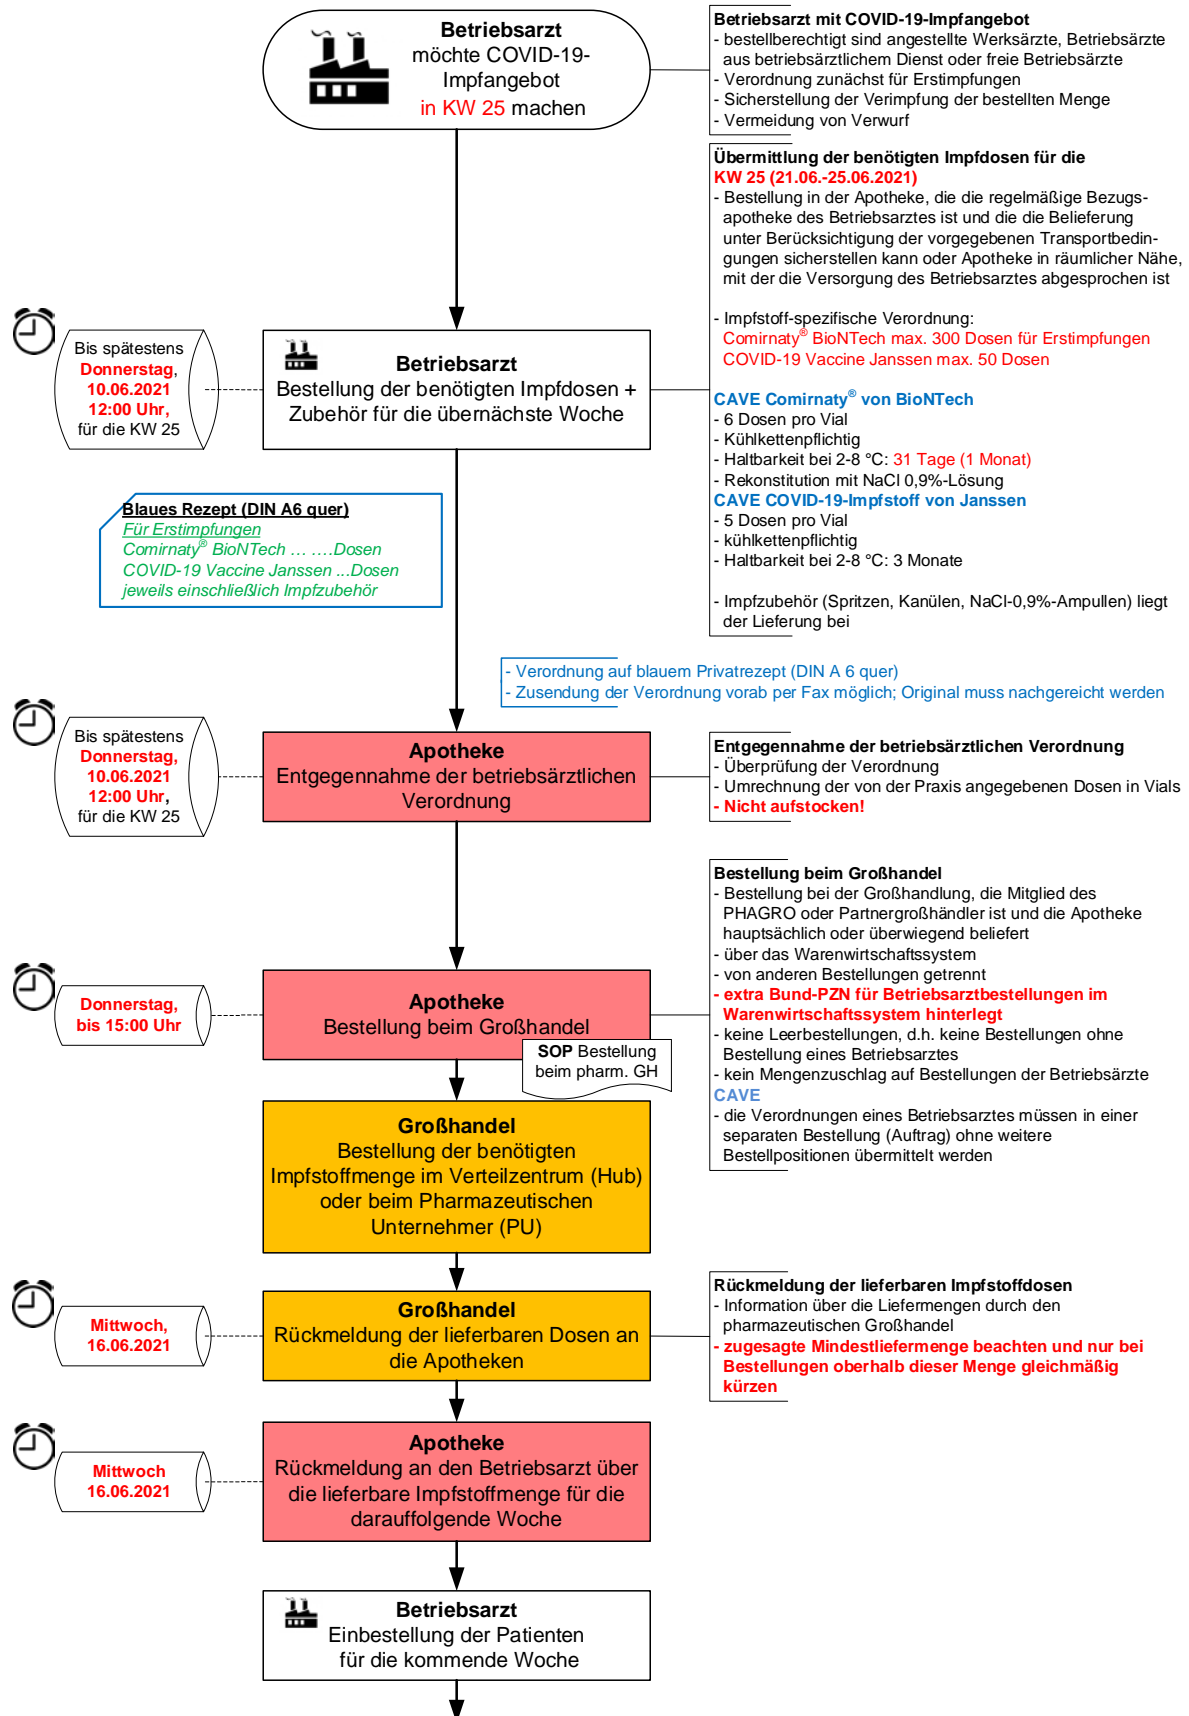 Betriebsarzt
möchte COVID-19-
Impfangebot
in KW 25 machen
Betriebsarzt mit COVID-19-Impfangebot
- bestellberechtigt sind angestellte Werksärzte, Betriebsärzte
aus betriebsärztlichem Dienst oder freie Betriebsärzte
- Verordnung zunächst für Erstimpfungen
- Sicherstellung der Verimpfung der bestellten Menge
- Vermeidung von Verwurf
Übermittlung der benötigten Impfdosen für die
KW 25 (21.06.-25.06.2021)
- Bestellung in der Apotheke, die die regelmäßige Bezugs-
apotheke des Betriebsarztes ist und die die Belieferung
unter Berücksichtigung der vorgegebenen Transportbedin-
gungen sicherstellen kann oder Apotheke in räumlicher Nähe,
mit der die Versorgung des Betriebsarztes abgesprochen ist
- Impfstoff-spezifische Verordnung:
Comirnaty® BioNTech max. 300 Dosen für Erstimpfungen
COVID-19 Vaccine Janssen max. 50 Dosen
CAVE Comirnaty® von BioNTech
- 6 Dosen pro Vial
- Kühlkettenpflichtig
- Haltbarkeit bei 2-8 °C: 31 Tage (1 Monat)
- Rekonstitution mit NaCl 0,9%-Lösung
CAVE COVID-19-Impfstoff von Janssen
- 5 Dosen pro Vial
- kühlkettenpflichtig
- Haltbarkeit bei 2-8 °C: 3 Monate
- Impfzubehör (Spritzen, Kanülen, NaCl-0,9%-Ampullen) liegt
der Lieferung bei
Bis spätestens
Donnerstag,
10.06.2021
12:00 Uhr,
für die KW 25
Betriebsarzt
Bestellung der benötigten Impfdosen +
Zubehör für die übernächste Woche
Blaues Rezept (DIN A6 quer)
Für Erstimpfungen
Comirnaty® BioNTech … ….Dosen
COVID-19 Vaccine Janssen ...Dosen
jeweils einschließlich Impfzubehör
- Verordnung auf blauem Privatrezept (DIN A 6 quer)
- Zusendung der Verordnung vorab per Fax möglich; Original muss nachgereicht werden
Bis spätestens
Donnerstag,
10.06.2021
12:00 Uhr,
für die KW 25
Apotheke
Entgegennahme der betriebsärztlichen
Verordnung
Entgegennahme der betriebsärztlichen Verordnung
- Überprüfung der Verordnung
- Umrechnung der von der Praxis angegebenen Dosen in Vials
- Nicht aufstocken!
Donnerstag,
bis 15:00 Uhr
Apotheke
Bestellung beim Großhandel
SOP Bestellung
beim pharm. GH
Bestellung beim Großhandel
- Bestellung bei der Großhandlung, die Mitglied des
PHAGRO oder Partnergroßhändler ist und die Apotheke
hauptsächlich oder überwiegend beliefert
- über das Warenwirtschaftssystem
- von anderen Bestellungen getrennt
- extra Bund-PZN für Betriebsarztbestellungen im
Warenwirtschaftssystem hinterlegt
- keine Leerbestellungen, d.h. keine Bestellungen ohne
Bestellung eines Betriebsarztes
- kein Mengenzuschlag auf Bestellungen der Betriebsärzte
CAVE
- die Verordnungen eines Betriebsarztes müssen in einer
separaten Bestellung (Auftrag) ohne weitere
Bestellpositionen übermittelt werden
Großhandel
Bestellung der benötigten
Impfstoffmenge im Verteilzentrum (Hub)
oder beim Pharmazeutischen
Unternehmer (PU)
Mittwoch,
16.06.2021
Großhandel
Rückmeldung der lieferbaren Dosen an
die Apotheken
Rückmeldung der lieferbaren Impfstoffdosen
- Information über die Liefermengen durch den
pharmazeutischen Großhandel
- zugesagte Mindestliefermenge beachten und nur bei
Bestellungen oberhalb dieser Menge gleichmäßig
kürzen
Mittwoch
16.06.2021
Apotheke
Rückmeldung an den Betriebsarzt über
die lieferbare Impfstoffmenge für die
darauffolgende Woche
Betriebsarzt
Einbestellung der Patienten
für die kommende Woche